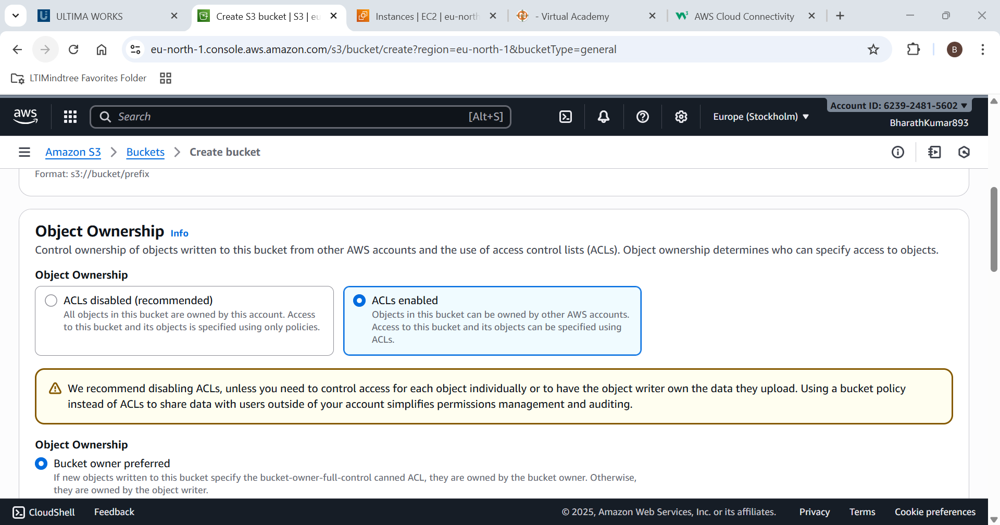 ULTIMA WORKS
Create S3 bucket | S3 | eu
Instances | EC2 | eu-north
- Virtual Academy
AWS Cloud Connectivity
eu-north-1.console.aws.amazon.com/s3/bucket/create?region=eu-north-1&bucketType=general
B
LTIMindtree Favorites Folder
aws
Search
[Alt+S]
Europe (Stockholm)
Account ID: 6239-2481-5602
BharathKumar893
Amazon S3
Buckets
Create bucket
Format: s3://bucket/prefix
Object Ownership Info
Control ownership of objects written to this bucket from other AWS accounts and the use of access control lists (ACLs). Object ownership determines who can specify access to objects.
Object Ownership
ACLs disabled (recommended)
All objects in this bucket are owned by this account. Access
to this bucket and its objects is specified using only policies.
ACLs enabled
Objects in this bucket can be owned by other AWS accounts.
Access to this bucket and its objects can be specified using
ACLs.
We recommend disabling ACLs, unless you need to control access for each object individually or to have the object writer own the data they upload. Using a bucket policy
instead of ACLs to share data with users outside of your account simplifies permissions management and auditing.
Object Ownership
Bucket owner preferred
If new objects written to this bucket specify the bucket-owner-full-control canned ACL, they are owned by the bucket owner. Otherwise,
they are owned by the object writer.
CloudShell
Feedback
© 2025, Amazon Web Services, Inc. or its affiliates.
Privacy
Terms
Cookie preferences